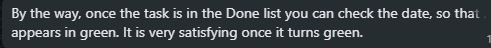 By the way, once the task is in the Done list you can check the date, so that
appears in green. It is very satisfying once it turns green.